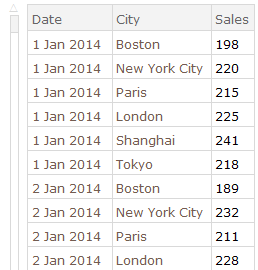 Date City Sales
1 Jan 2014 Boston 198
1 Jan 2014 New York City 220
1 Jan 2014 Paris 215
1 Jan 2014 London 225
1 Jan 2014 Shanghai 241
1 Jan 2014 Tokyo 218
2 Jan 2014 Boston 189
2 Jan 2014 New York City 232
2 Jan 2014 Paris 211
2 Jan 2014 London 228